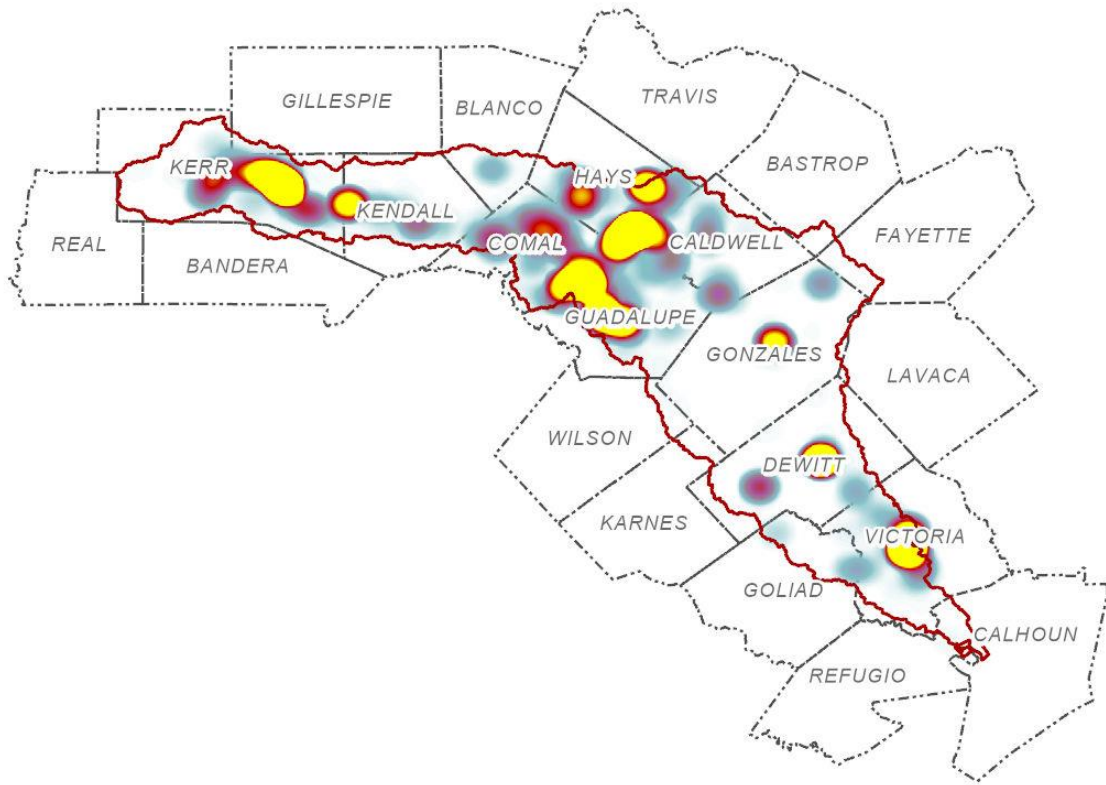 TRAVIS
GILLESPIE
BLANCO
BASTROP
KERR
HAYS
KENDALL
FAYETTE
REAL
COMAL
CALDWELL
BANDERA
GUADALUPE
GONZALES
LAVACA
WILSON
DEWITT
KARNES
VICTORIA
GOLIAD
CALHOUN
REFUGIO